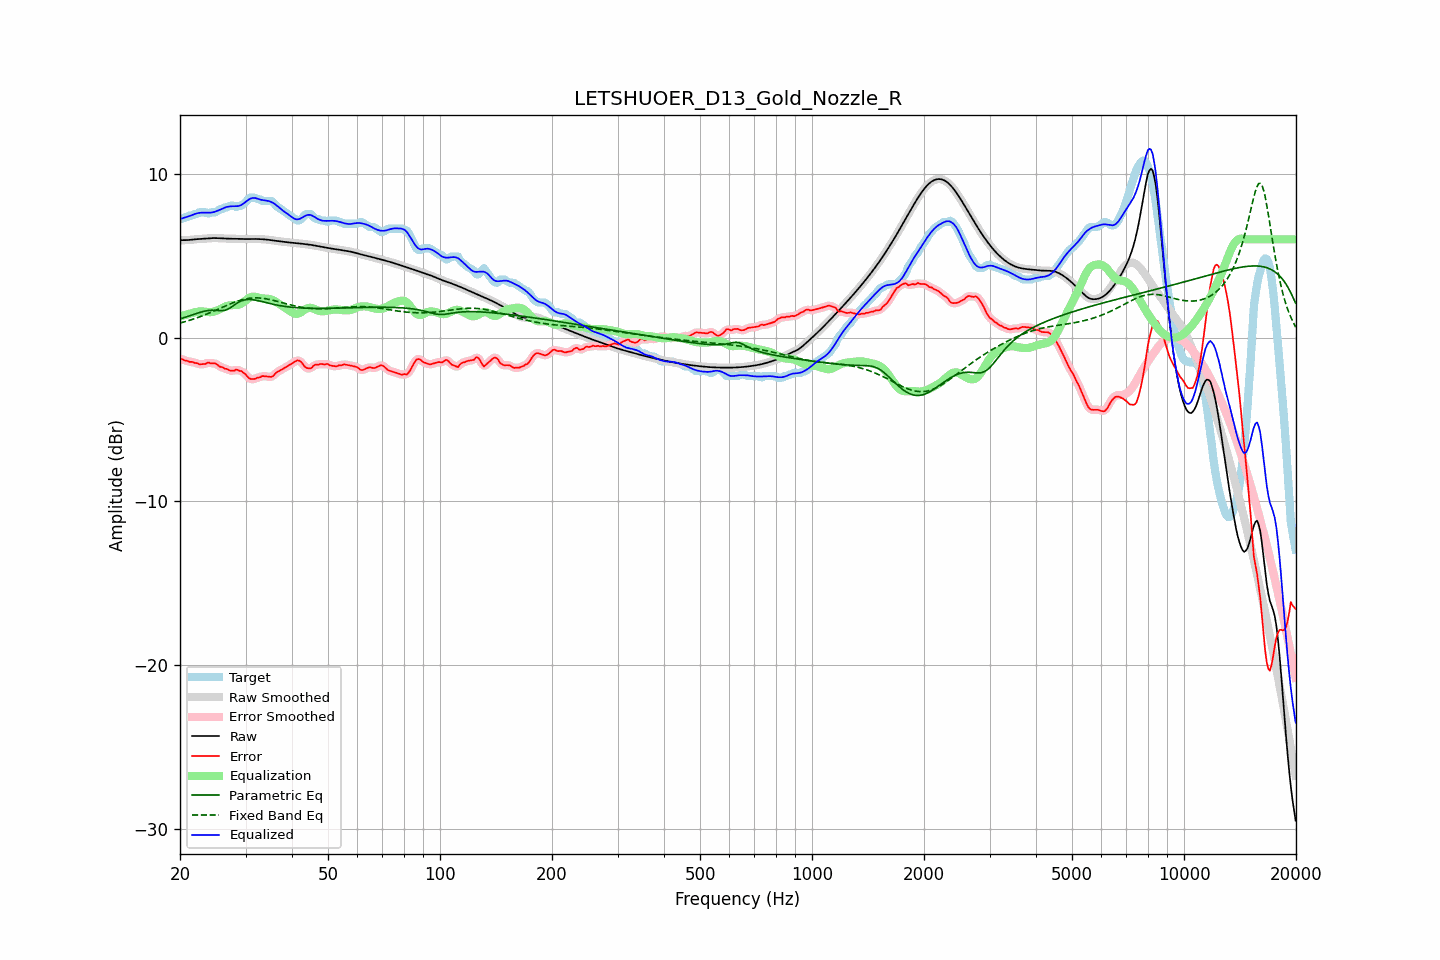 LETSHUOER_D13_Gold_Nozzle_R
10
0
−10
−20
−30
Amplitude (dBr)
Target
Raw Smoothed
Error Smoothed
Raw
Error
Equalization
Parametric Eq
Fixed Band Eq
Equalized
20 50 100 200 500 1000 2000 5000 10000 20000
Frequency (Hz)